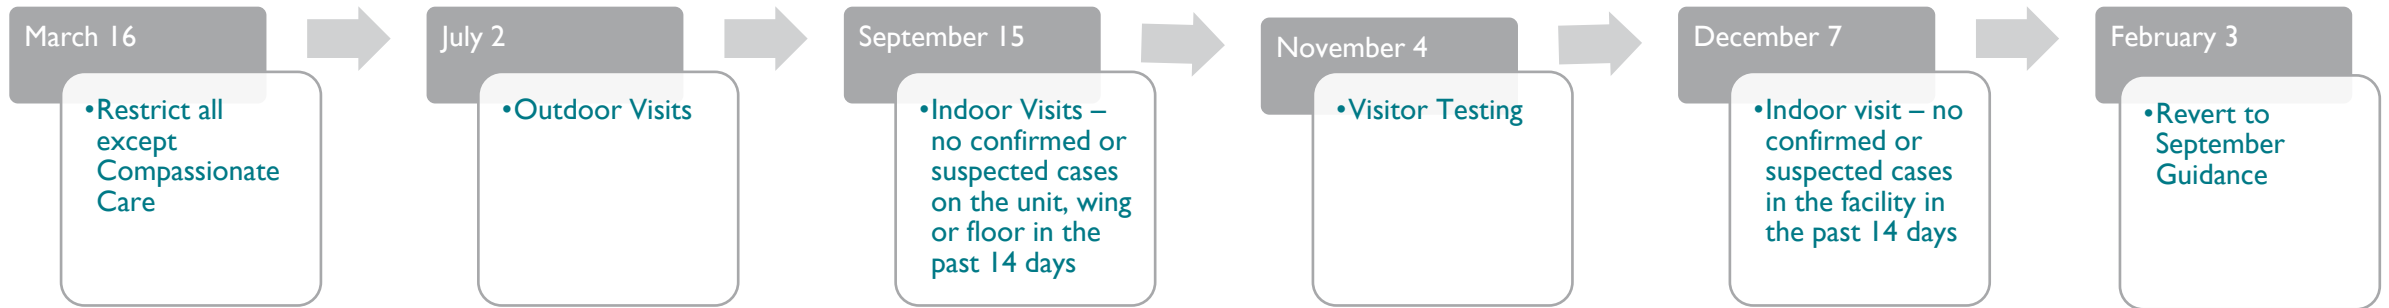 March 16
•Restrict all
except
Compassionate
Care
July 2
•Outdoor Visits
September 15
•Indoor Visits –
no confirmed or
suspected cases
on the unit, wing
or floor in the
past 14 days
November 4
•Visitor Testing
December 7
•Indoor visit – no
confirmed or
suspected cases
in the facility in
the past 14 days
February 3
•Revert to
September
Guidance